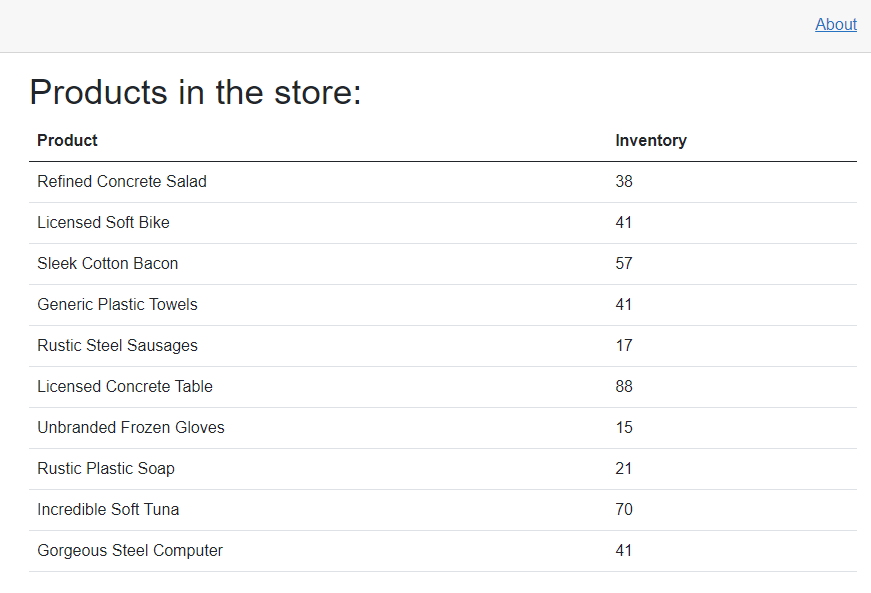 About
Products in the store:
Product Inventory
Refined Concrete Salad 38
Licensed Soft Bike 41
Sleek Cotton Bacon 57
Generic Plastic Towels 41
Rustic Steel Sausages 17
Licensed Concrete Table 88
Unbranded Frozen Gloves 15
Rustic Plastic Soap 21
Incredible Soft Tuna 70
Gorgeous Steel Computer 41